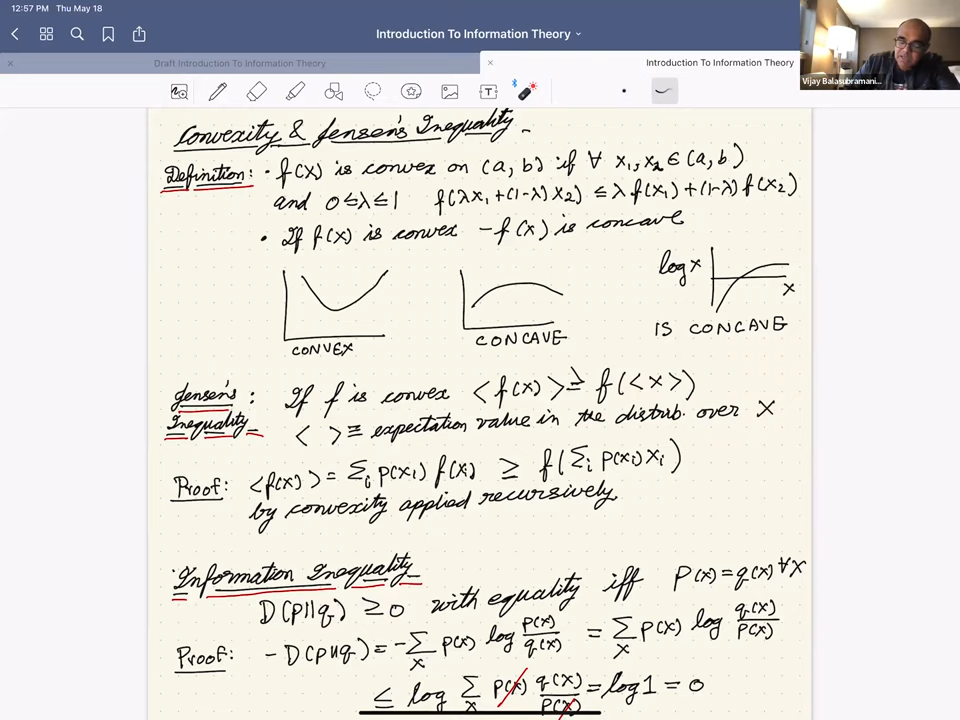 12:57 PM Thu May 18
Introduction To Information Theory
Draft Introduction To Information Theory
Introduction To Information Theory
Vijay Balasubramani...
Convexity & Jensen's Inequality
Definition: • f(x) is convex on (a, b) if ∀ x₁, x₂ ∈ (a, b)
and 0 ≤ λ ≤ 1 f(λx₁ + (1-λ)x₂) ≤ λ f(x₁) + (1-λ) f(x₂)
• If f(x) is convex -f(x) is concave
log x
x
IS CONCAVE
CONVEX
CONCAVE
Jensen's Inequality: If f is convex <f(x)> ≥ f(<x>)
< > ≡ expectation value in the distrib. over X
Proof: <f(x)> = Σᵢ p(xᵢ) f(xᵢ) ≥ f(Σᵢ p(xᵢ) xᵢ)
by convexity applied recursively.
Information Inequality
D(p||q) ≥ 0 with equality iff P(x) = q(x) ∀x
Proof: -D(p||q) = -Σₓ p(x) log p(x)/q(x) = Σₓ p(x) log q(x)/p(x)
≤ log Σₓ p(x) q(x)/p(x) = log 1 = 0